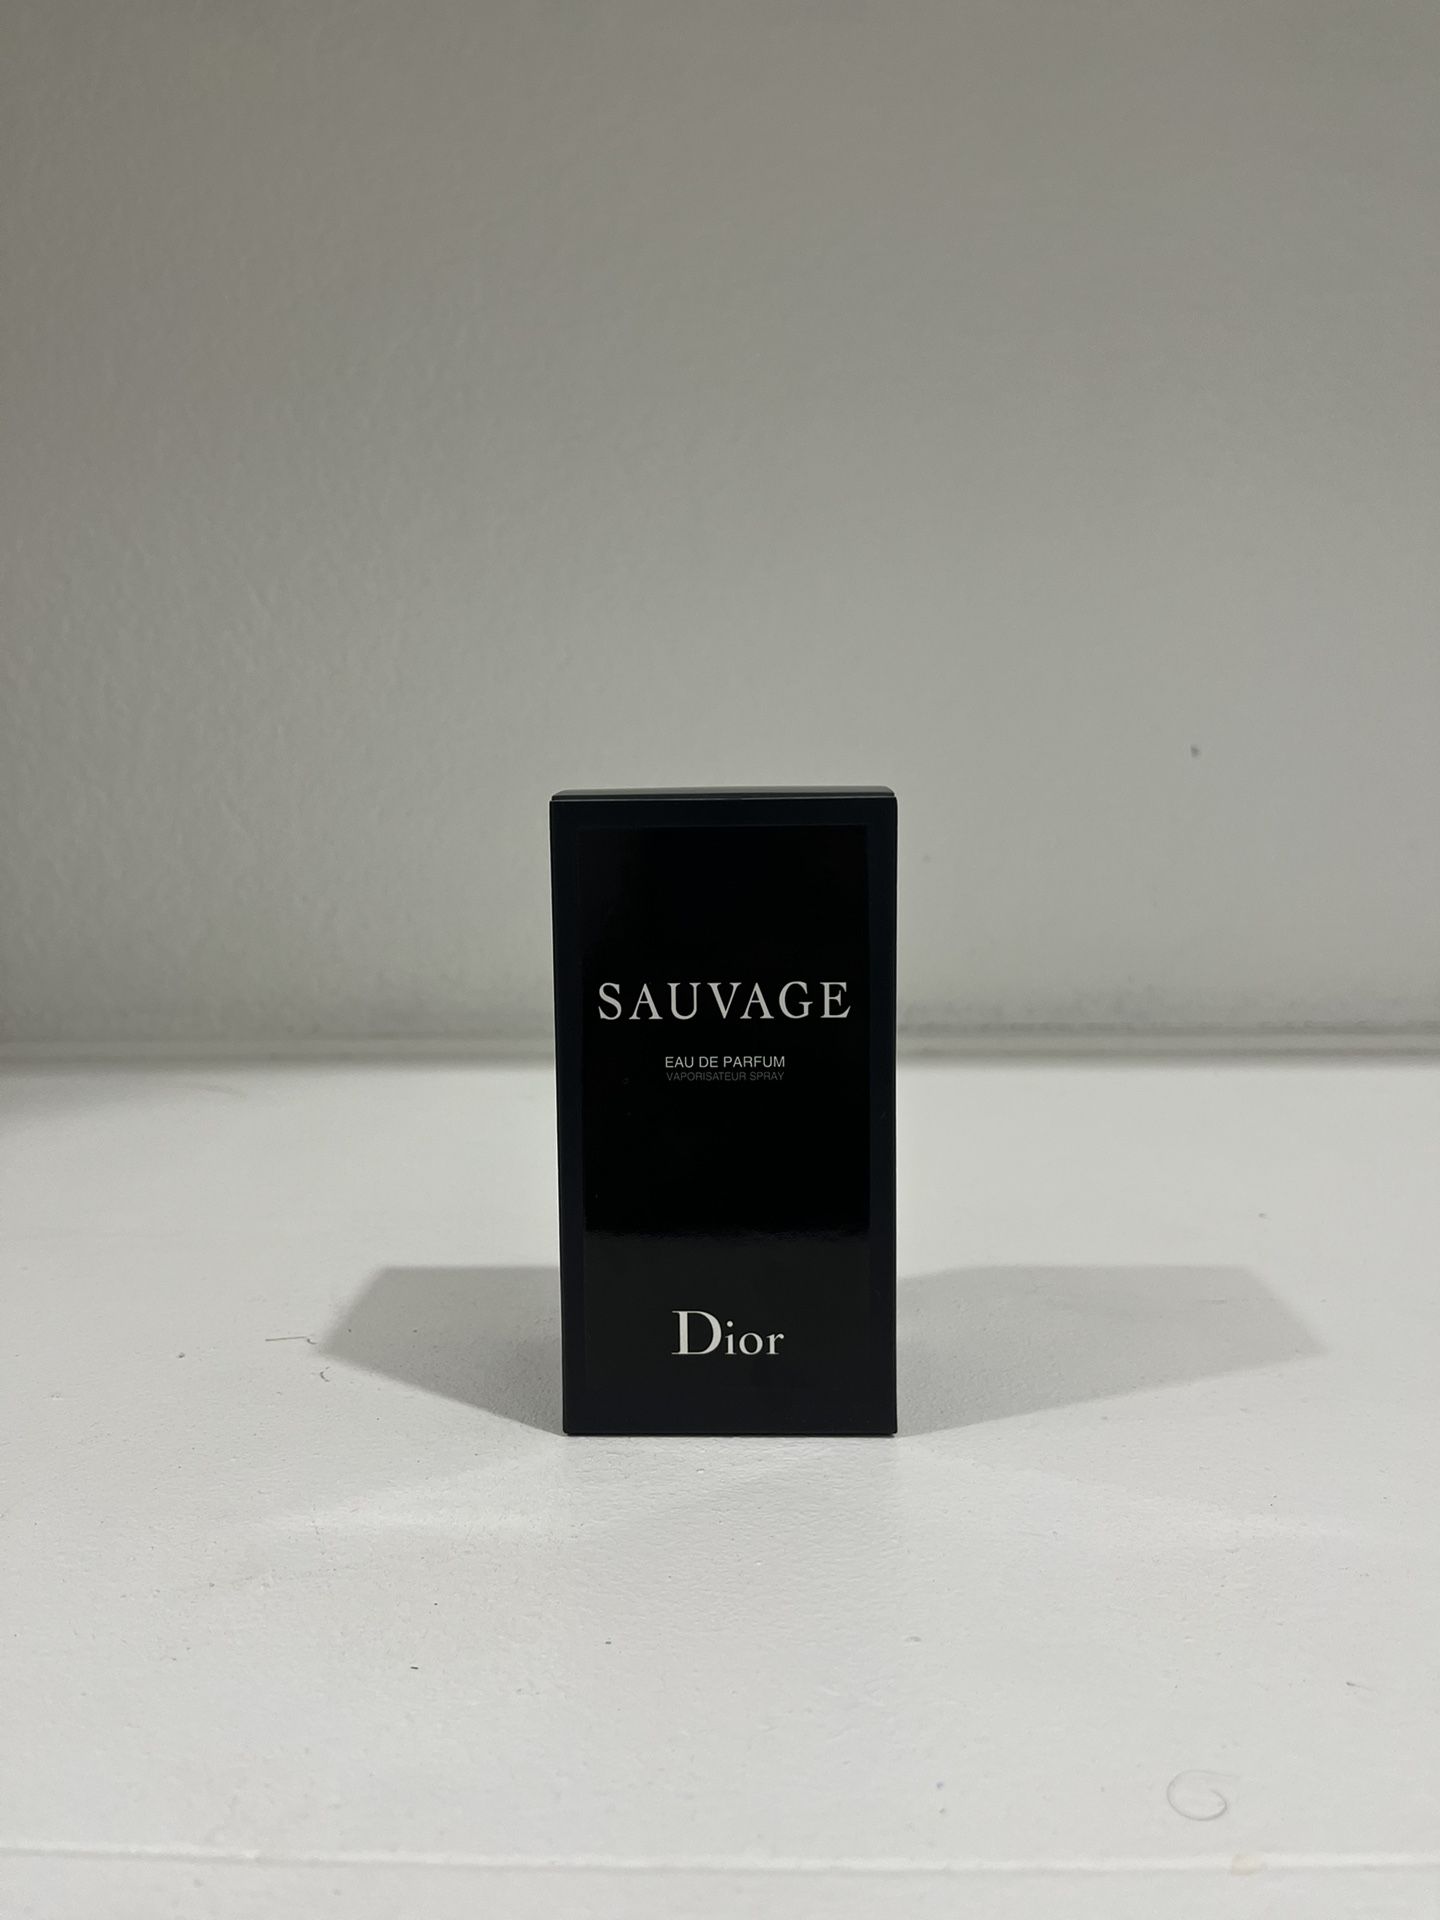 SAUVAGE
EAU DE PARFUM
VAPORISATEUR SPRAY
Dior